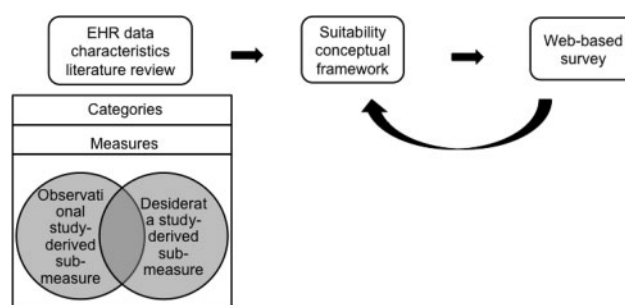 EHR data
characteristics
literature review
Suitability
conceptual
framework
Web-based
survey
Categories
Measures
Observati
onal
study-
derived
sub-
measure
Desiderat
a study-
derived
sub-
measure